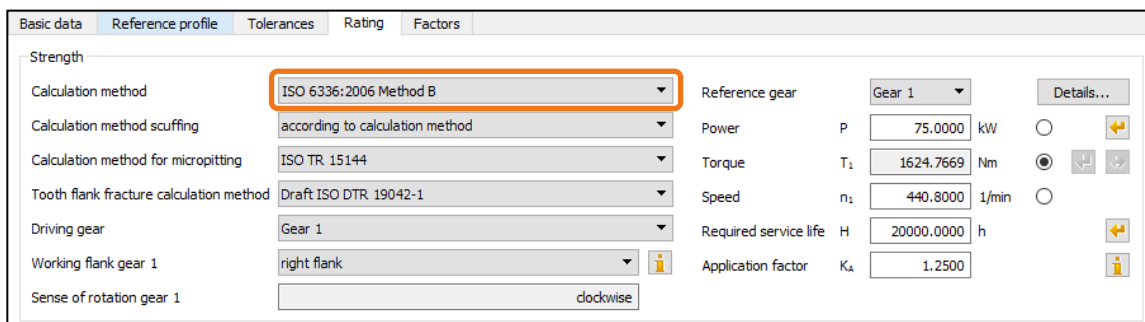 Basic data Reference profile Tolerances Rating Factors
Strength
Calculation method ISO 6336:2006 Method B Reference gear Gear 1 Details...
Calculation method scuffing according to calculation method Power P 75.0000 kW
Calculation method for micropitting ISO TR 15144 Torque T₁ 1624.7669 Nm
Tooth flank fracture calculation method Draft ISO DTR 19042-1 Speed n₁ 440.8000 1/min
Driving gear Gear 1 Required service life H 20000.0000 h
Working flank gear 1 right flank Application factor Kᴀ 1.2500
Sense of rotation gear 1 clockwise